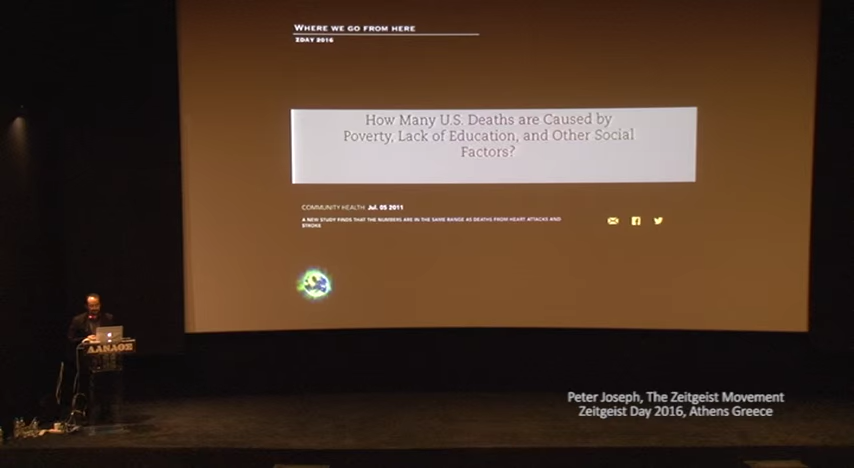 WHERE WE GO FROM HERE
ZDAY 2016
How Many U.S. Deaths are Caused by
Poverty, Lack of Education, and Other Social
Factors?
COMMUNITY HEALTH Jul. 05 2011
A NEW STUDY FINDS THAT THE NUMBERS ARE IN THE SAME RANGE AS DEATHS FROM HEART ATTACKS AND
STROKE
Peter Joseph, The Zeitgeist Movement
Zeitgeist Day 2016, Athens Greece